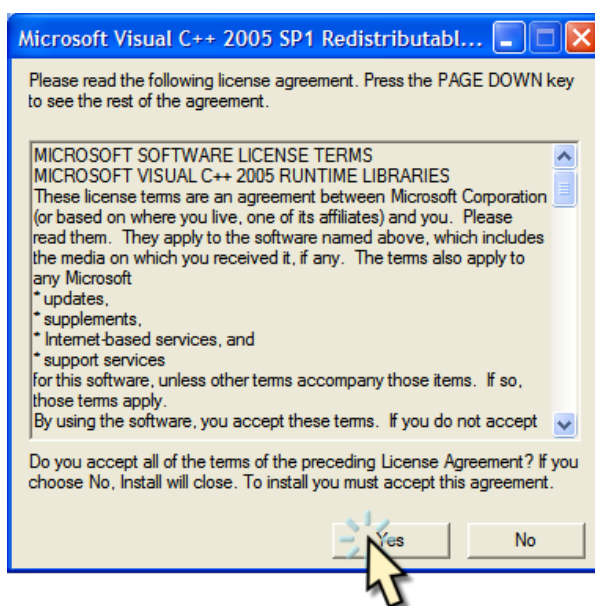 Microsoft Visual C++ 2005 SP1 Redistributabl...
Please read the following license agreement. Press the PAGE DOWN key
to see the rest of the agreement.
MICROSOFT SOFTWARE LICENSE TERMS
MICROSOFT VISUAL C++ 2005 RUNTIME LIBRARIES
These license terms are an agreement between Microsoft Corporation
(or based on where you live, one of its affiliates) and you. Please
read them. They apply to the software named above, which includes
the media on which you received it, if any. The terms also apply to
any Microsoft
* updates,
* supplements,
* Internet-based services, and
* support services
for this software, unless other terms accompany those items. If so,
those terms apply.
By using the software, you accept these terms. If you do not accept
Do you accept all of the terms of the preceding License Agreement? If you
choose No, Install will close. To install you must accept this agreement.
Yes No